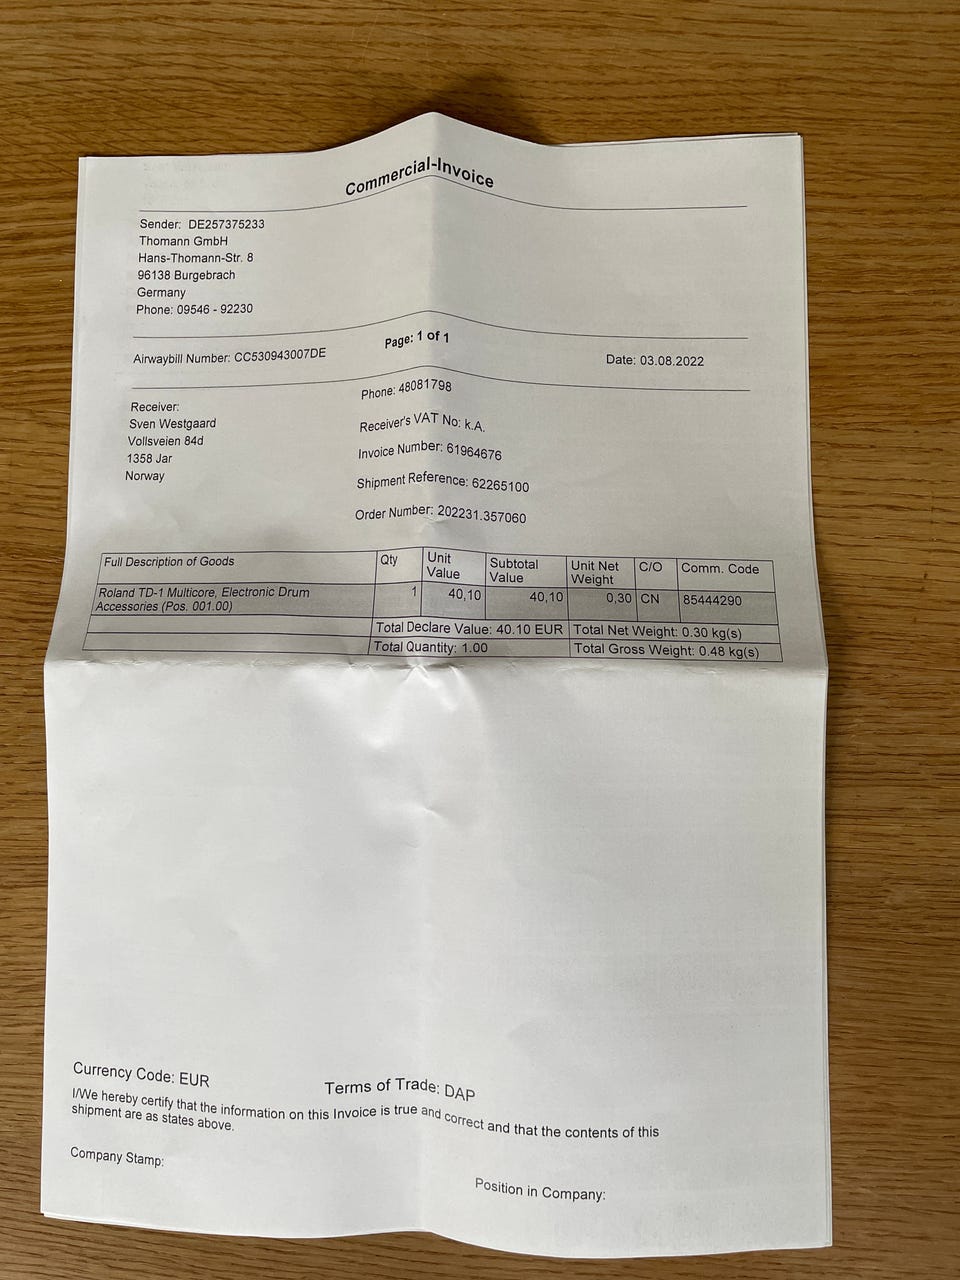 Commercial-Invoice
Sender: DE257375233
Thomann GmbH
Hans-Thomann-Str. 8
96138 Burgebrach
Germany
Phone: 09546 - 92230
Page: 1 of 1
Airwaybill Number: CC530943007DE
Date: 03.08.2022
Receiver:
Sven Westgaard
Vollsveien 84d
1358 Jar
Norway
Phone: 48081798
Receiver's VAT No: k.A.
Invoice Number: 61964676
Shipment Reference: 62265100
Order Number: 202231.357060
Full Description of Goods Qty Unit Value Subtotal Value Unit Net Weight C/O Comm. Code
Roland TD-1 Multicore, Electronic Drum Accessories (Pos. 001.00) 1 40,10 40,10 0,30 CN 85444290
Total Declare Value: 40.10 EUR Total Net Weight: 0.30 kg(s)
Total Quantity: 1.00 Total Gross Weight: 0.48 kg(s)
Currency Code: EUR
Terms of Trade: DAP
I/We hereby certify that the information on this Invoice is true and correct and that the contents of this
shipment are as states above.
Company Stamp:
Position in Company: